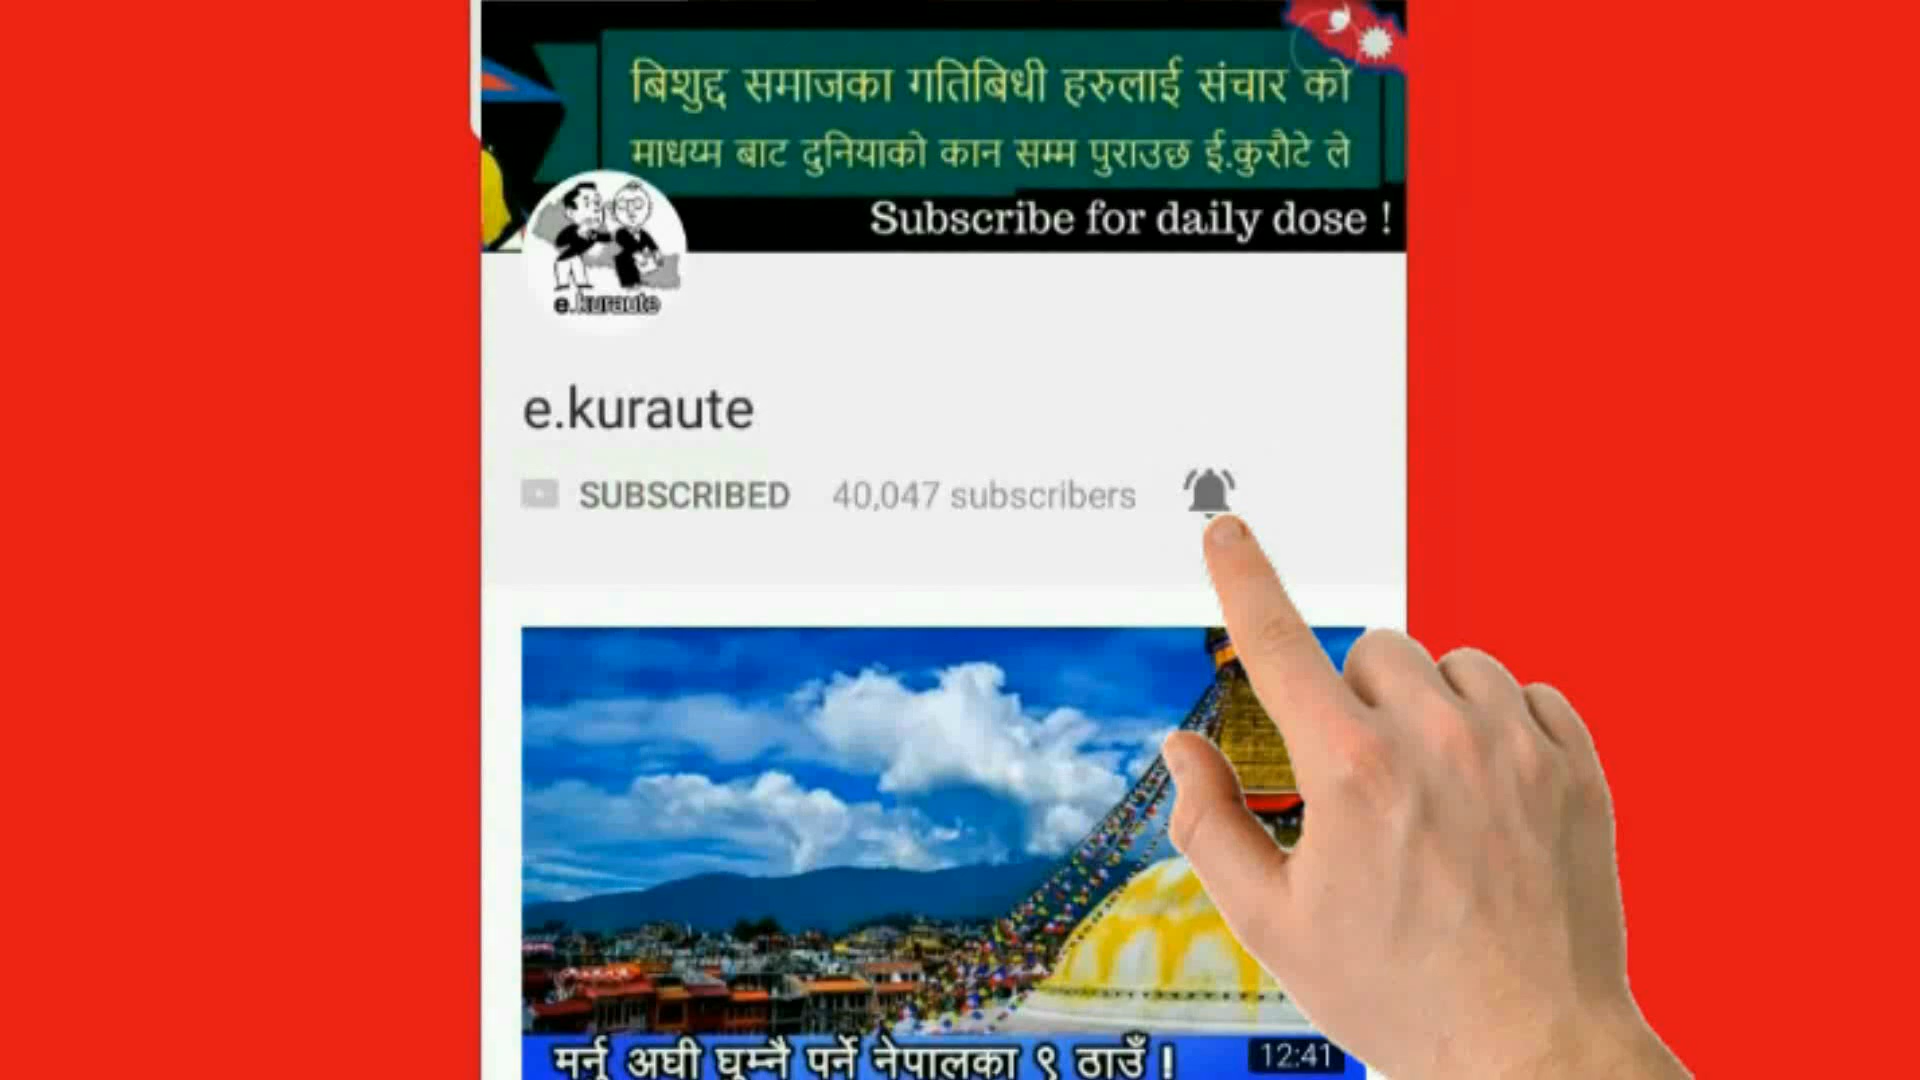 बिशुद्द समाजका गतिबिधी हरुलाई संचार को
माधय्म बाट दुनियाको कान सम्म पुराउछ ई.कुरौटे ले
Subscribe for daily dose !
e.kuraute
e.kuraute
SUBSCRIBED 40,047 subscribers
मर्नु अघी घुम्नै पर्ने नेपालका ९ ठाउँ !
12:41